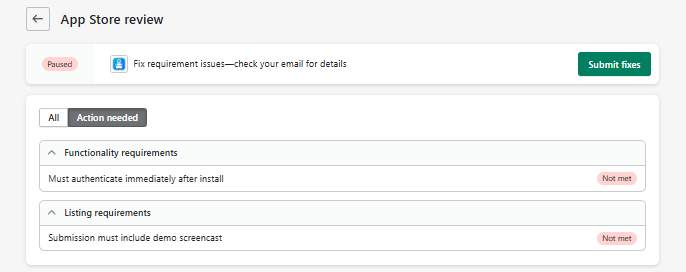 App Store review
Paused
Fix requirement issues—check your email for details
Submit fixes
All
Action needed
Functionality requirements
Must authenticate immediately after install
Not met
Listing requirements
Submission must include demo screencast
Not met